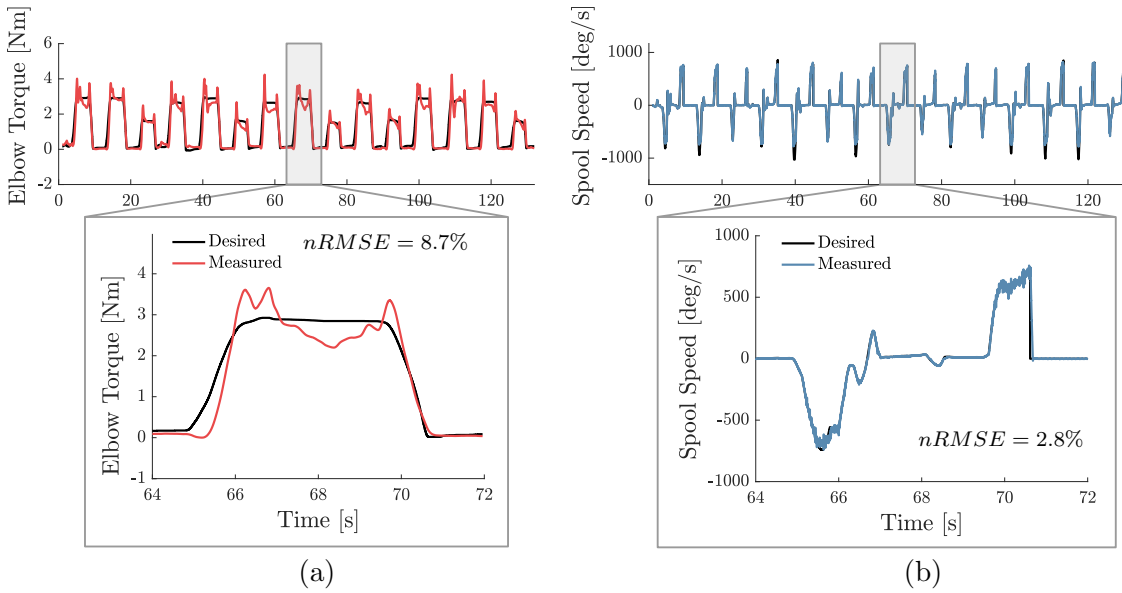 Elbow Torque [Nm]
6
4
2
0
-2
0 20 40 60 80 100 120
Desired
Measured
nRMSE = 8.7%
Elbow Torque [Nm]
4
3
2
1
0
-1
64 66 68 70 72
Time [s]
(a)
Spool Speed [deg/s]
1000
0
-1000
0 20 40 60 80 100 120
Desired
Measured
Spool Speed [deg/s]
1000
500
0
-500
-1000
nRMSE = 2.8%
64 66 68 70 72
Time [s]
(b)